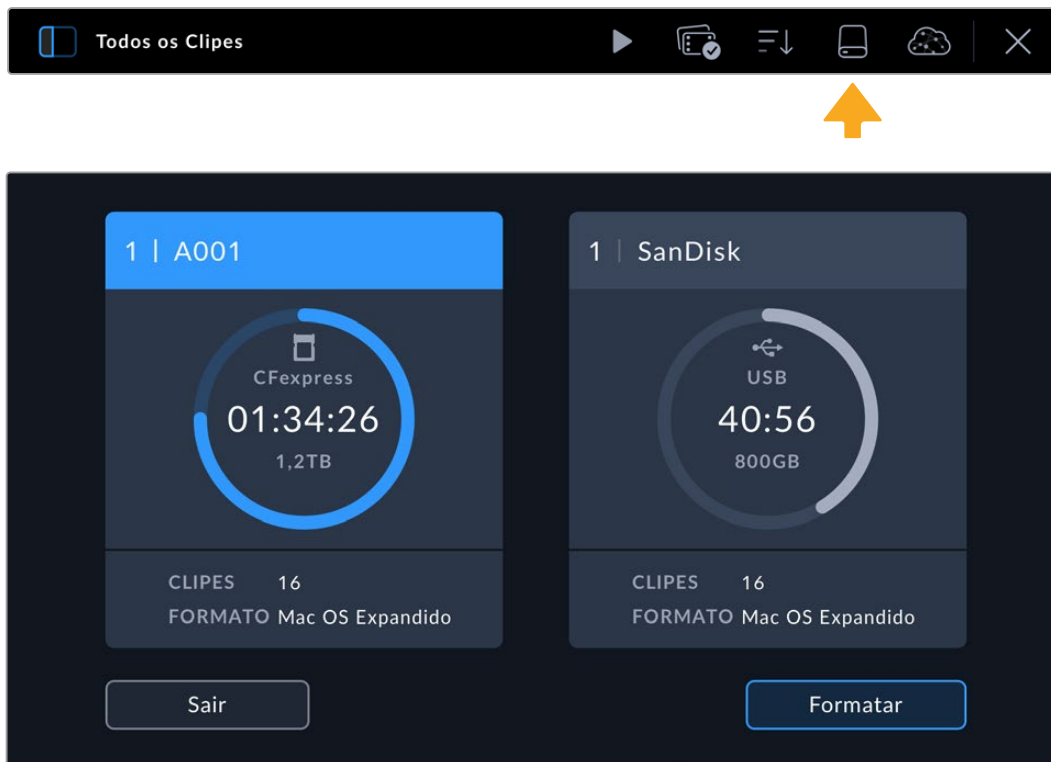 Todos os Clipes
1 | A001
CFexpress
01:34:26
1,2TB
CLIPES 16
FORMATO Mac OS Expandido
1 | SanDisk
USB
40:56
800GB
CLIPES 16
FORMATO Mac OS Expandido
Sair
Formatar